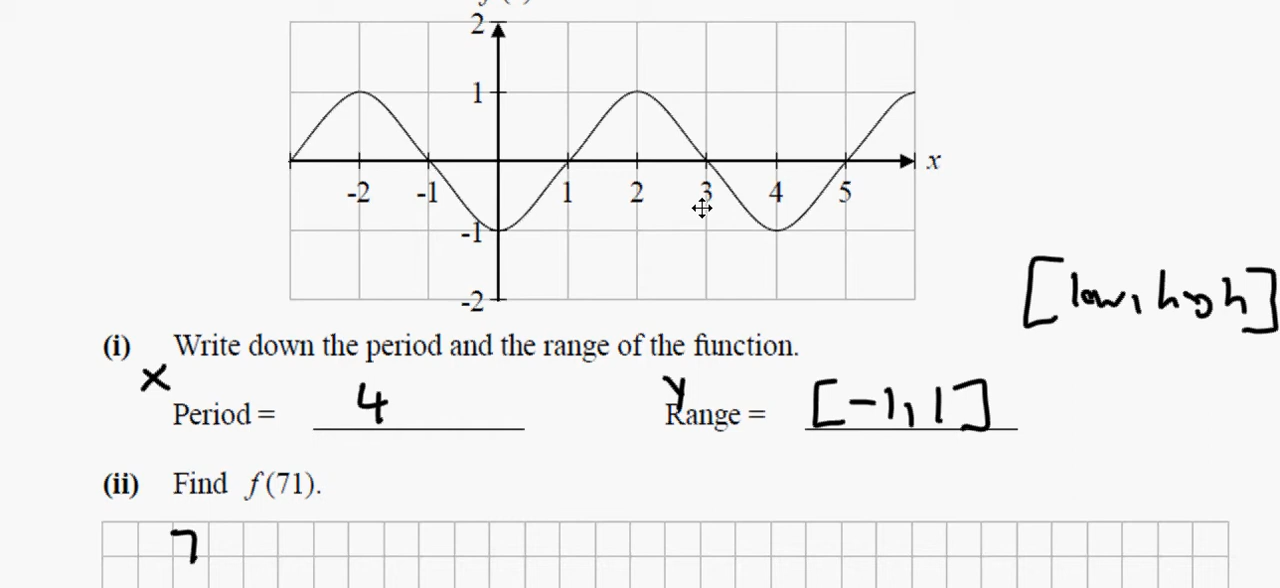 2
1
x
-2 -1 1 2 3 4 5
-1
-2
[low, high]
(i) Write down the period and the range of the function.
x y
Period = 4 Range = [-1, 1]
(ii) Find f(71).
7